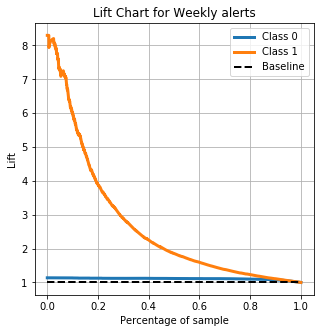 Lift Chart for Weekly alerts
Class 0
Class 1
Baseline
8
7
6
5
4
3
2
1
Lift
0.0 0.2 0.4 0.6 0.8 1.0
Percentage of sample